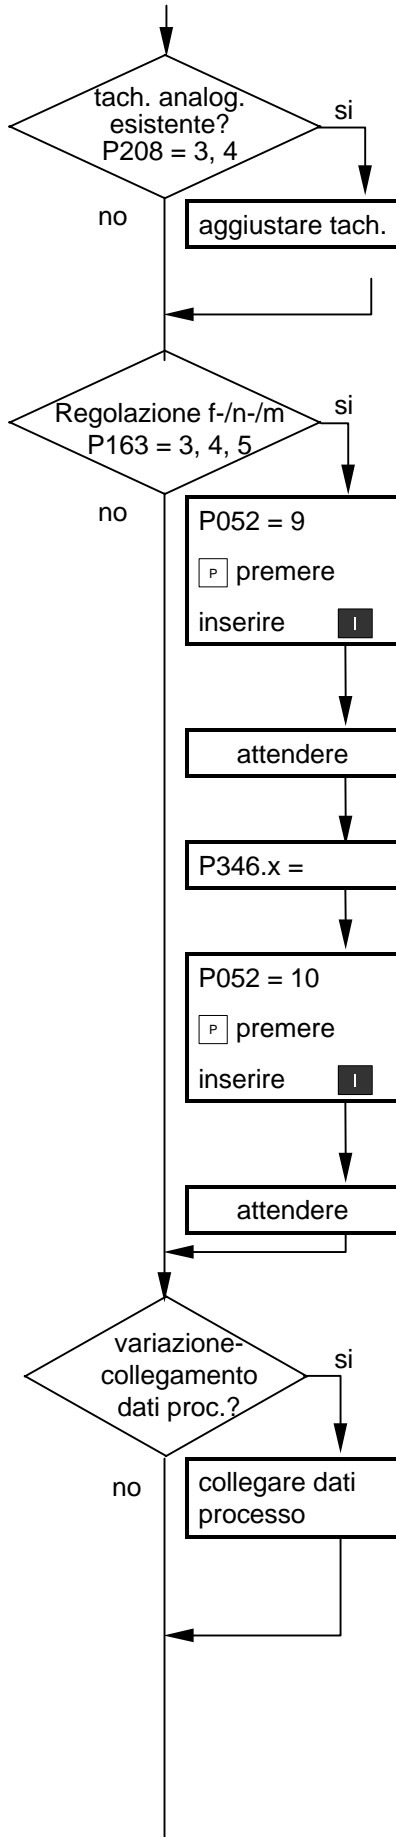 tach. analog.
esistente?
P208 = 3, 4
si
no
aggiustare tach.
Regolazione f-/n-/m
P163 = 3, 4, 5
si
no
P052 = 9
P premere
inserire I
attendere
P346.x =
P052 = 10
P premere
inserire I
attendere
variazione-
collegamento
dati proc.?
si
no
collegare dati
processo